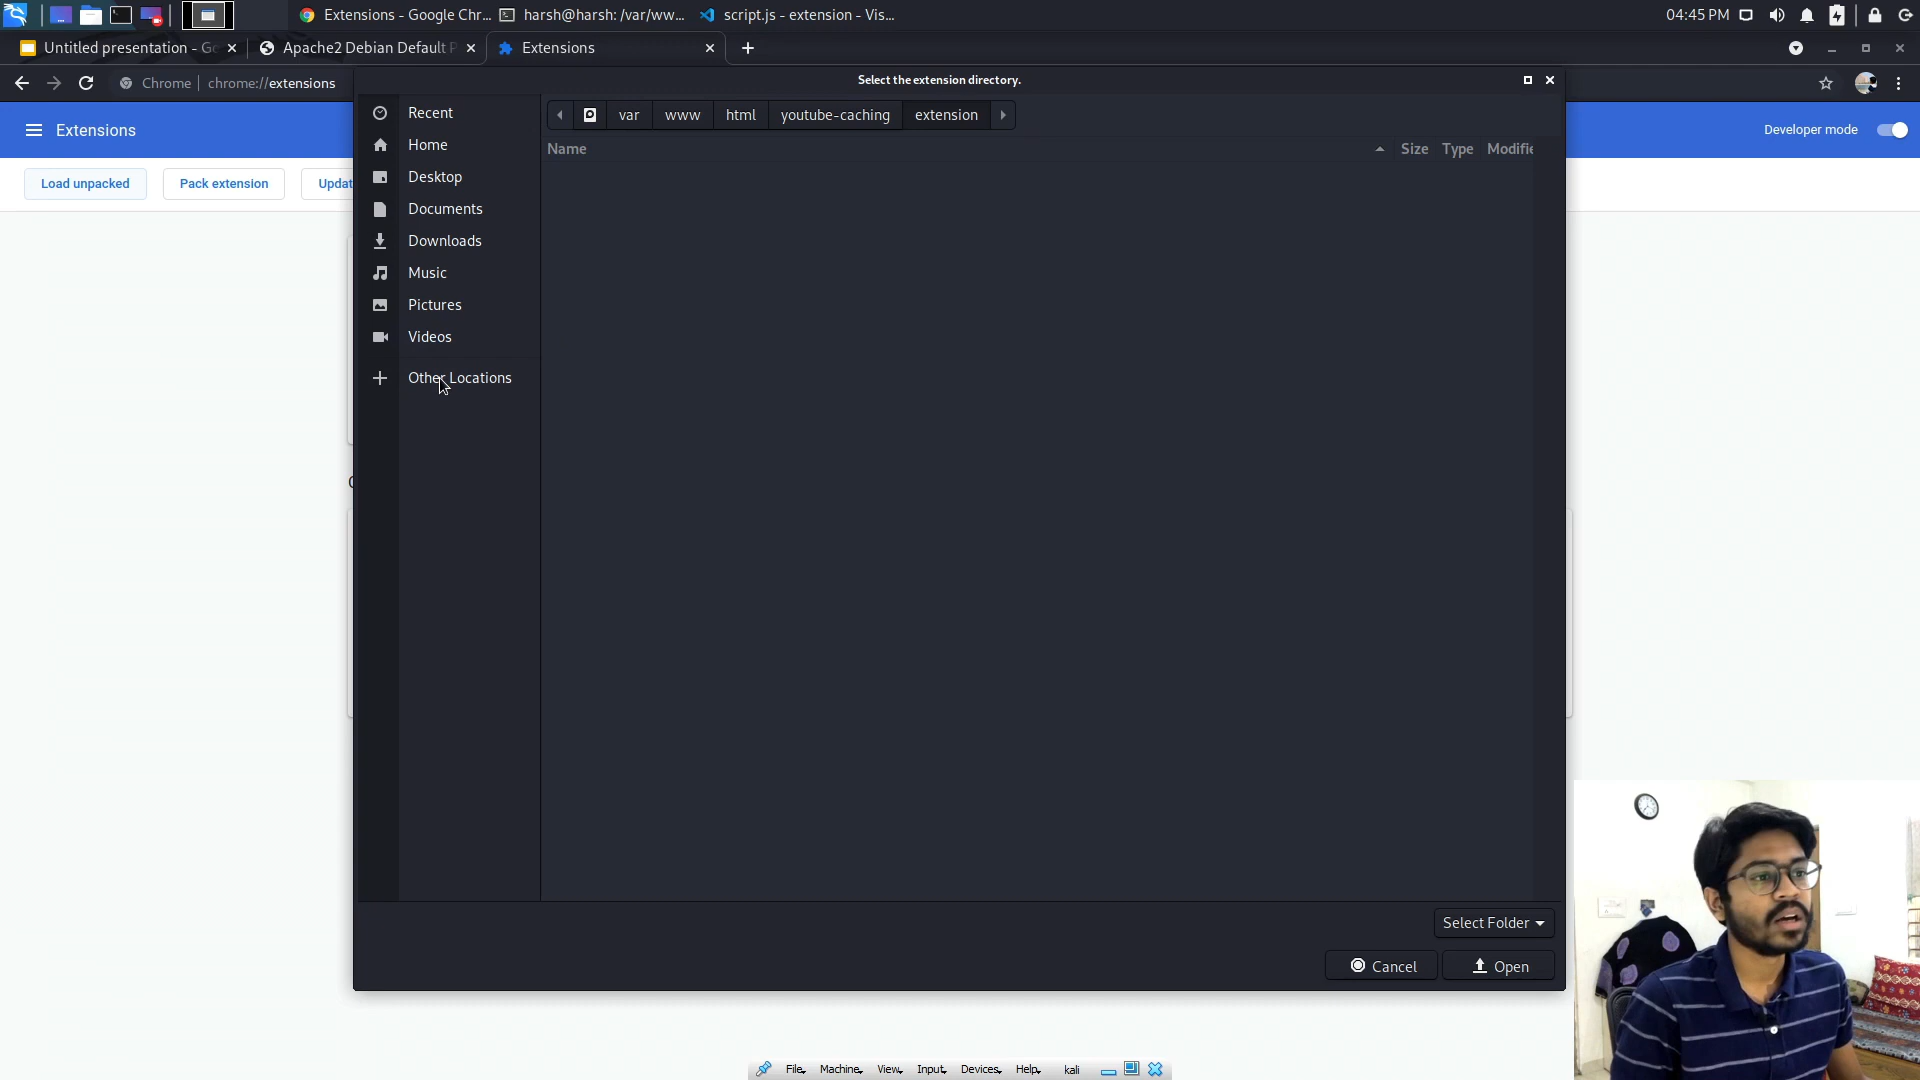 Extensions - Google Chr...
harsh@harsh: /var/ww...
script.js - extension - Vis...
04:45 PM
Untitled presentation - Go
Apache2 Debian Default P
Extensions
Chrome | chrome://extensions
Extensions
Developer mode
Load unpacked
Pack extension
Updat
Select the extension directory.
Recent
Home
Desktop
Documents
Downloads
Music
Pictures
Videos
Other Locations
var www html youtube-caching extension
Name Size Type Modifie
Select Folder
Cancel
Open
File Machine View Input Devices Help kali